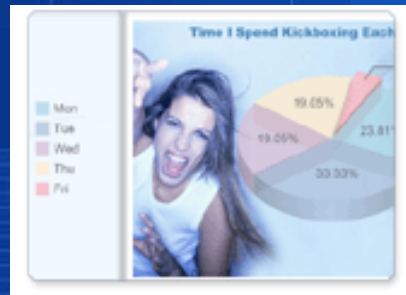 Time I Spend Kickboxing Each
Mon
Tue
Wed
Thu
Fri
19.05%
23.81%
19.05%
33.33%